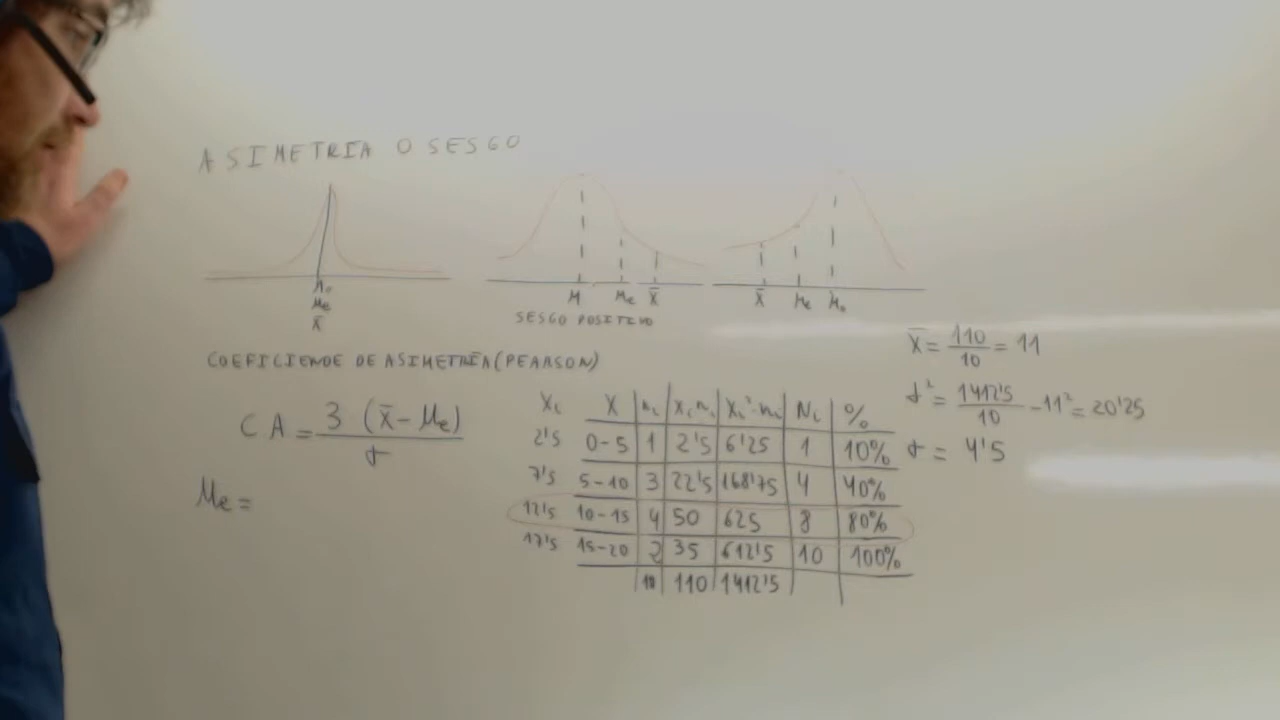 ASIMETRIA O SESGO
Mo
Me
x̄
M Me x̄
SESGO POSITIVO
x̄ Me Mo
COEFICIENDE DE ASIMETRÍA (PEARSON)
CA = 3 (x̄ - Me) / σ
Me =
xi X ni xi ni xi²·ni Ni %
2'5 0-5 1 2'5 6'25 1 10%
7'5 5-10 3 22'5 168'75 4 40%
12'5 10-15 4 50 625 8 80%
17'5 15-20 2 35 612'5 10 100%
10 110 1412'5
x̄ = 110/10 = 11
σ² = 1412'5/10 - 11² = 20'25
σ = 4'5